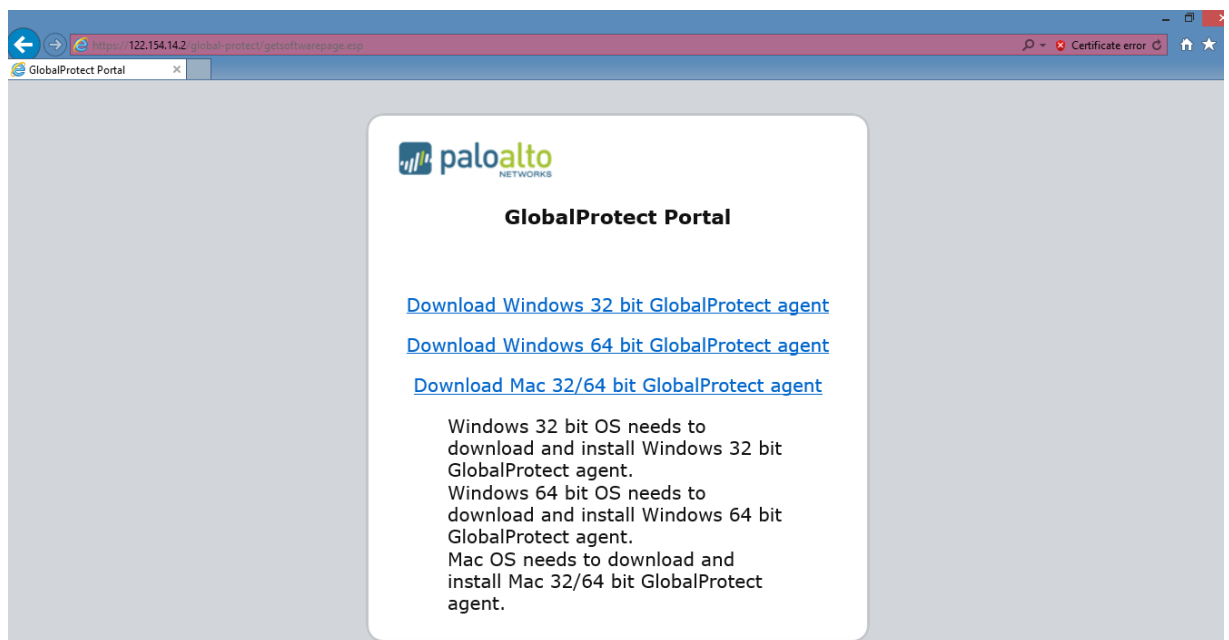 https://122.154.14.2/global-protect/getsoftwarepage.esp
Certificate error
GlobalProtect Portal
paloalto
NETWORKS
GlobalProtect Portal
Download Windows 32 bit GlobalProtect agent
Download Windows 64 bit GlobalProtect agent
Download Mac 32/64 bit GlobalProtect agent
Windows 32 bit OS needs to
download and install Windows 32 bit
GlobalProtect agent.
Windows 64 bit OS needs to
download and install Windows 64 bit
GlobalProtect agent.
Mac OS needs to download and
install Mac 32/64 bit GlobalProtect
agent.